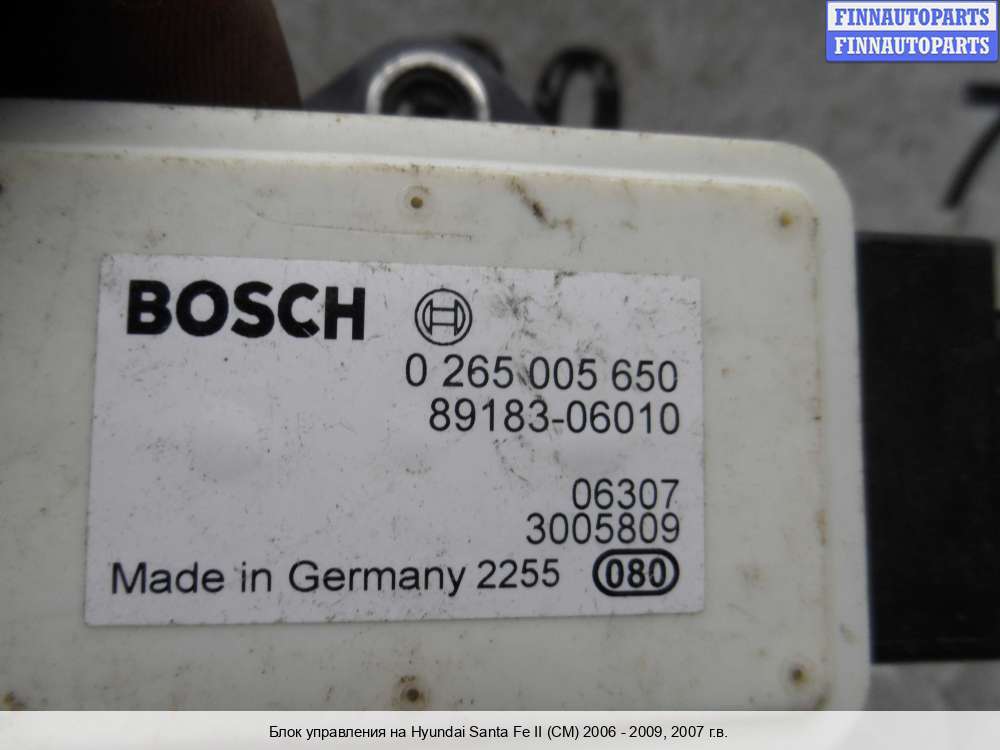 FINNAUTOPARTS
FINNAUTOPARTS
BOSCH
0 265 005 650
89183-06010
06307
3005809
Made in Germany 2255 080
Блок управления на Hyundai Santa Fe II (CM) 2006 - 2009, 2007 г.в.